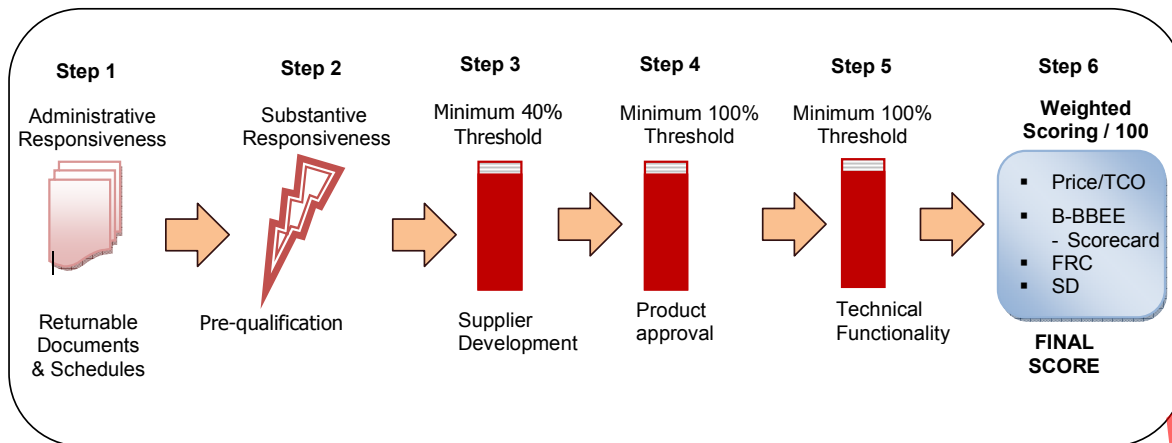 Step 1
Administrative
Responsiveness
Returnable
Documents
& Schedules
Step 2
Substantive
Responsiveness
Pre-qualification
Step 3
Minimum 40%
Threshold
Supplier
Development
Step 4
Minimum 100%
Threshold
Product
approval
Step 5
Minimum 100%
Threshold
Technical
Functionality
Step 6
Weighted
Scoring / 100
▪ Price/TCO
▪ B-BBEE
- Scorecard
▪ FRC
▪ SD
FINAL
SCORE